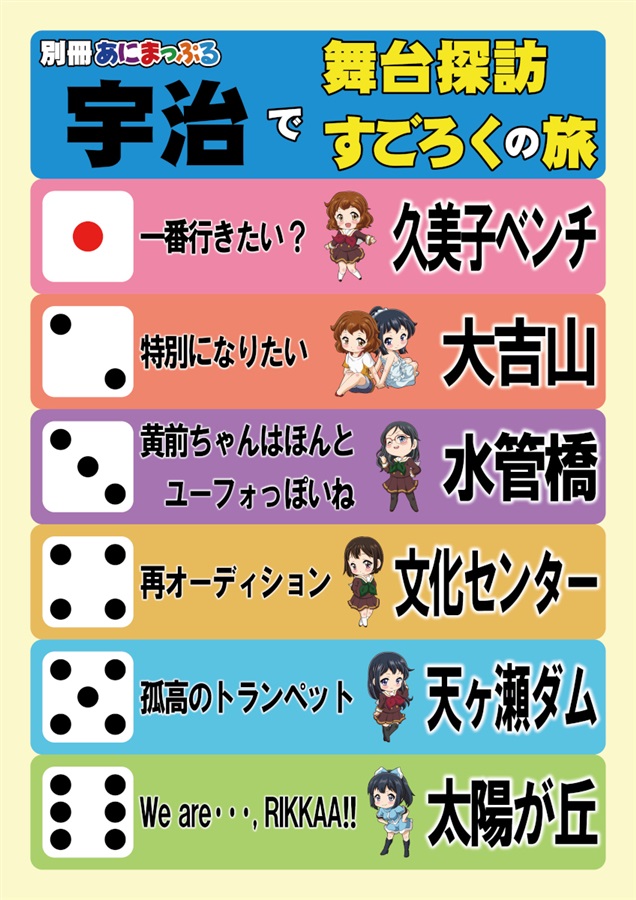 別冊あにまっぷる
宇治で
舞台探訪
すごろくの旅
一番行きたい?
久美子ベンチ
特別になりたい
大吉山
黄前ちゃんはほんと
ユーフォっぽいね
水管橋
再オーディション
文化センター
孤高のトランペット
天ヶ瀬ダム
We are・・・, RIKKAA!!
太陽が丘